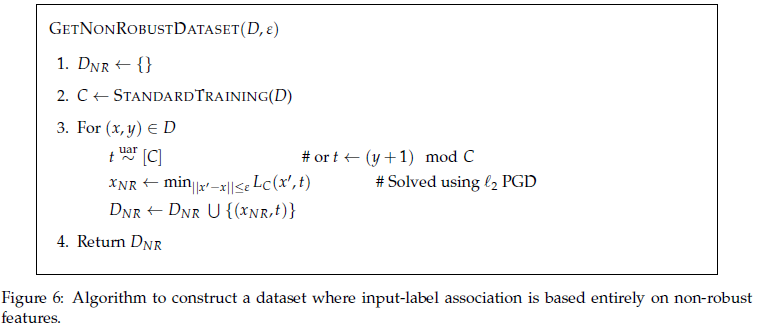 GETNONROBUSTDATASET(D, ε)
1. D_NR ← {}
2. C ← STANDARDTRAINING(D)
3. For (x, y) ∈ D
t uar∼ [C] # or t ← (y + 1) mod C
x_NR ← min_{||x′−x||≤ε} L_C(x′, t) # Solved using ℓ₂ PGD
D_NR ← D_NR ⋃ {(x_NR, t)}
4. Return D_NR
Figure 6: Algorithm to construct a dataset where input-label association is based entirely on non-robust
features.